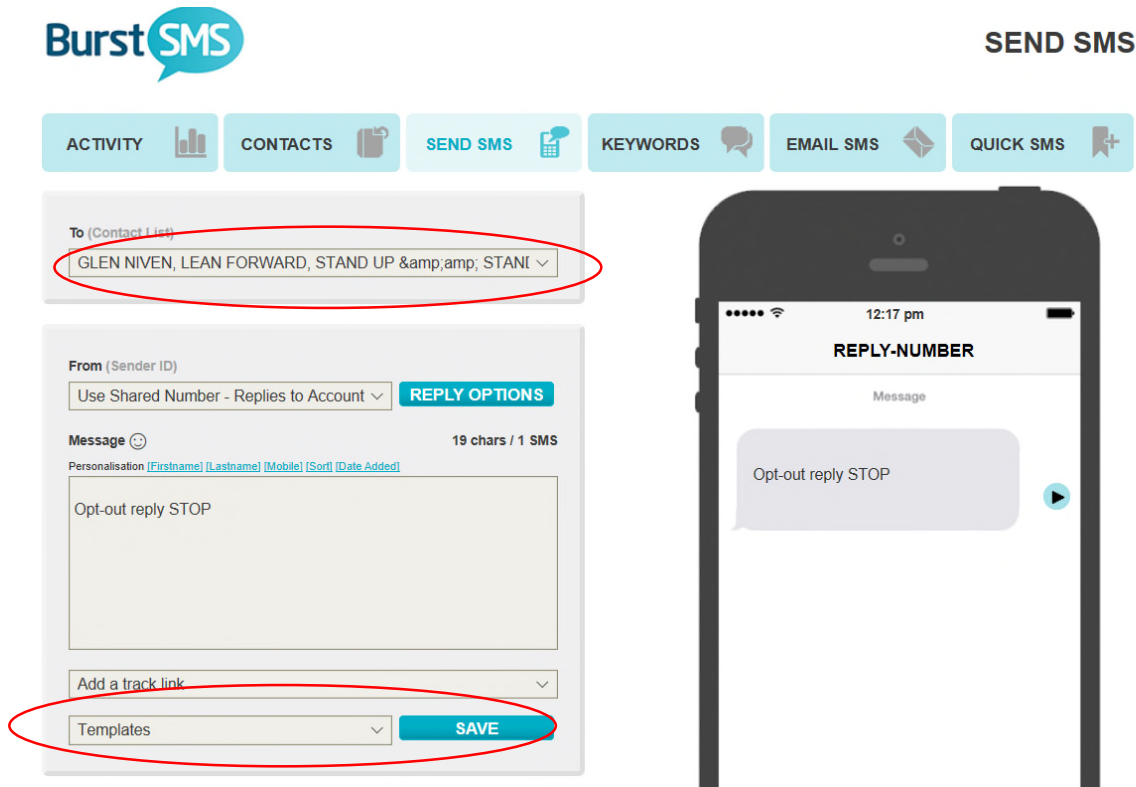 Burst SMS
SEND SMS
ACTIVITY
CONTACTS
SEND SMS
KEYWORDS
EMAIL SMS
QUICK SMS
To (Contact List)
GLEN NIVEN, LEAN FORWARD, STAND UP &amp;amp; STAND
From (Sender ID)
Use Shared Number - Replies to Account
REPLY OPTIONS
Message
19 chars / 1 SMS
Personalisation [Firstname] [Lastname] [Mobile] [Sort] [Date Added]
Opt-out reply STOP
Add a track link
Templates
SAVE
12:17 pm
REPLY-NUMBER
Message
Opt-out reply STOP